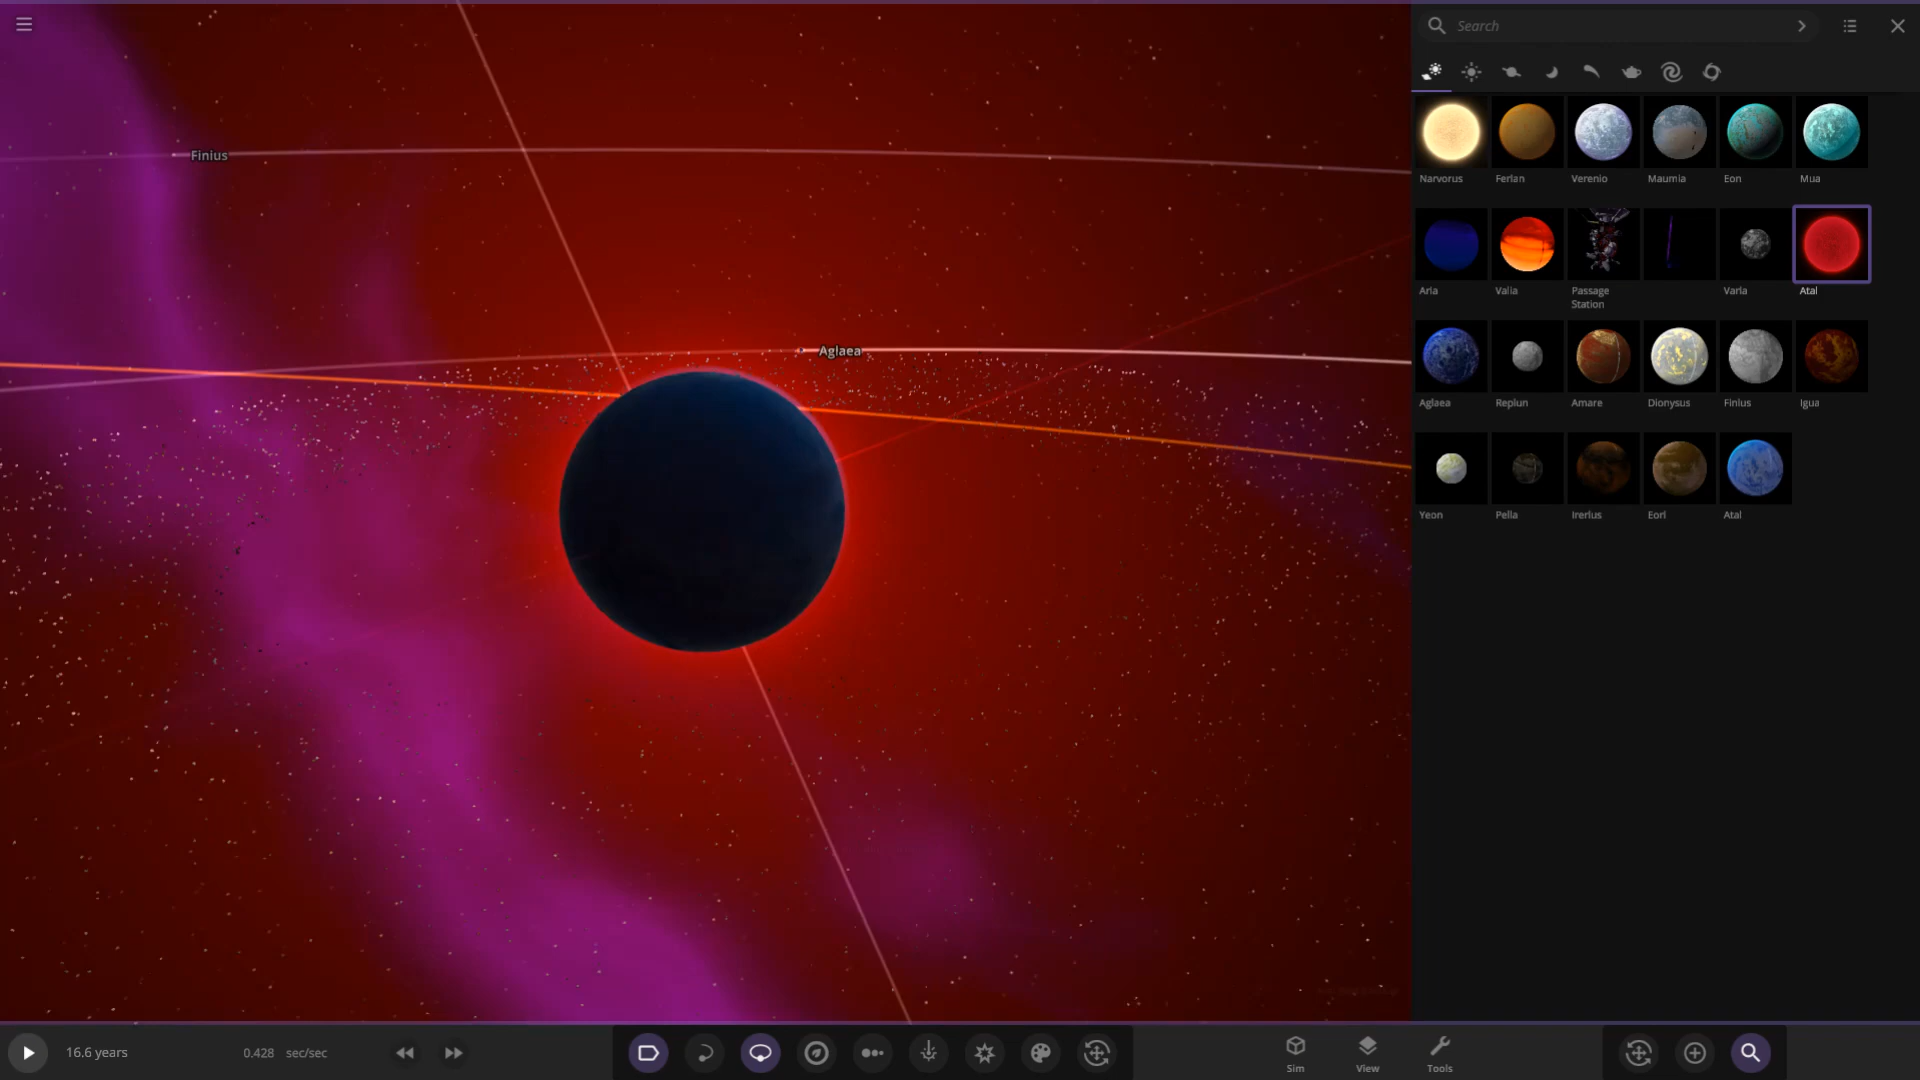 Search
Finius
Aglaea
Narvorus
Ferlan
Verenio
Maumia
Eon
Mua
Aria
Valia
Passage
Station
Varla
Atal
Aglaea
Replun
Amare
Dionysus
Finius
Igua
Yeon
Pella
Irerius
Eorl
Atal
16.6 years
0.428 sec/sec
Sim
View
Tools